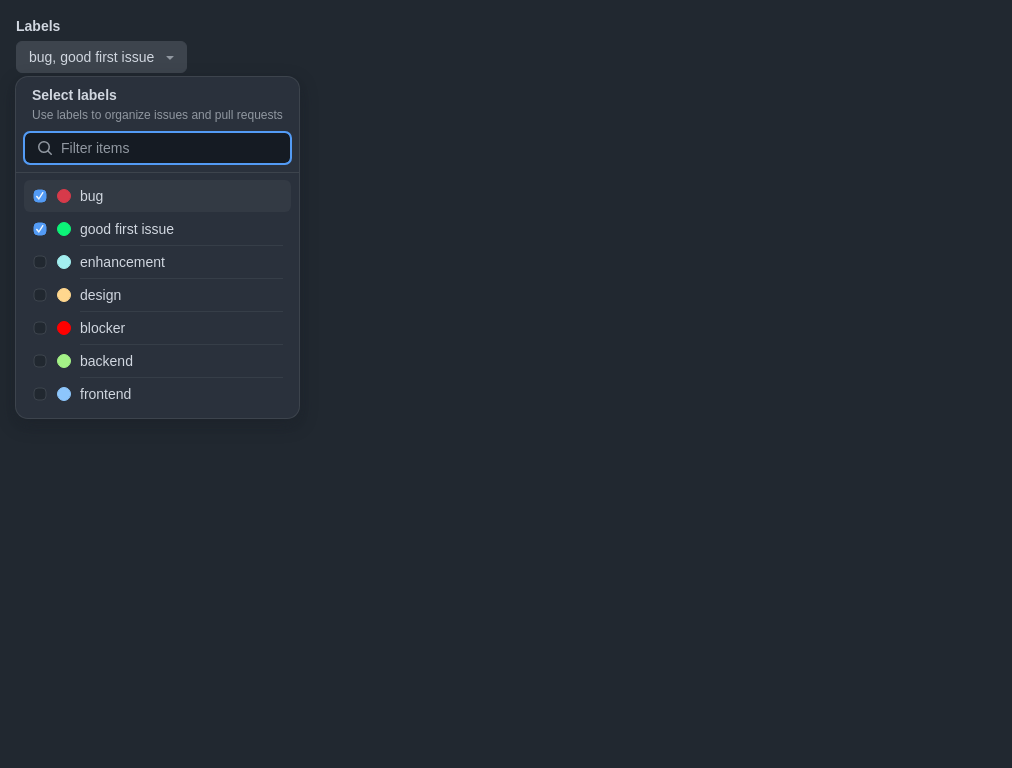 Labels
bug, good first issue
Select labels
Use labels to organize issues and pull requests
Filter items
bug
good first issue
enhancement
design
blocker
backend
frontend